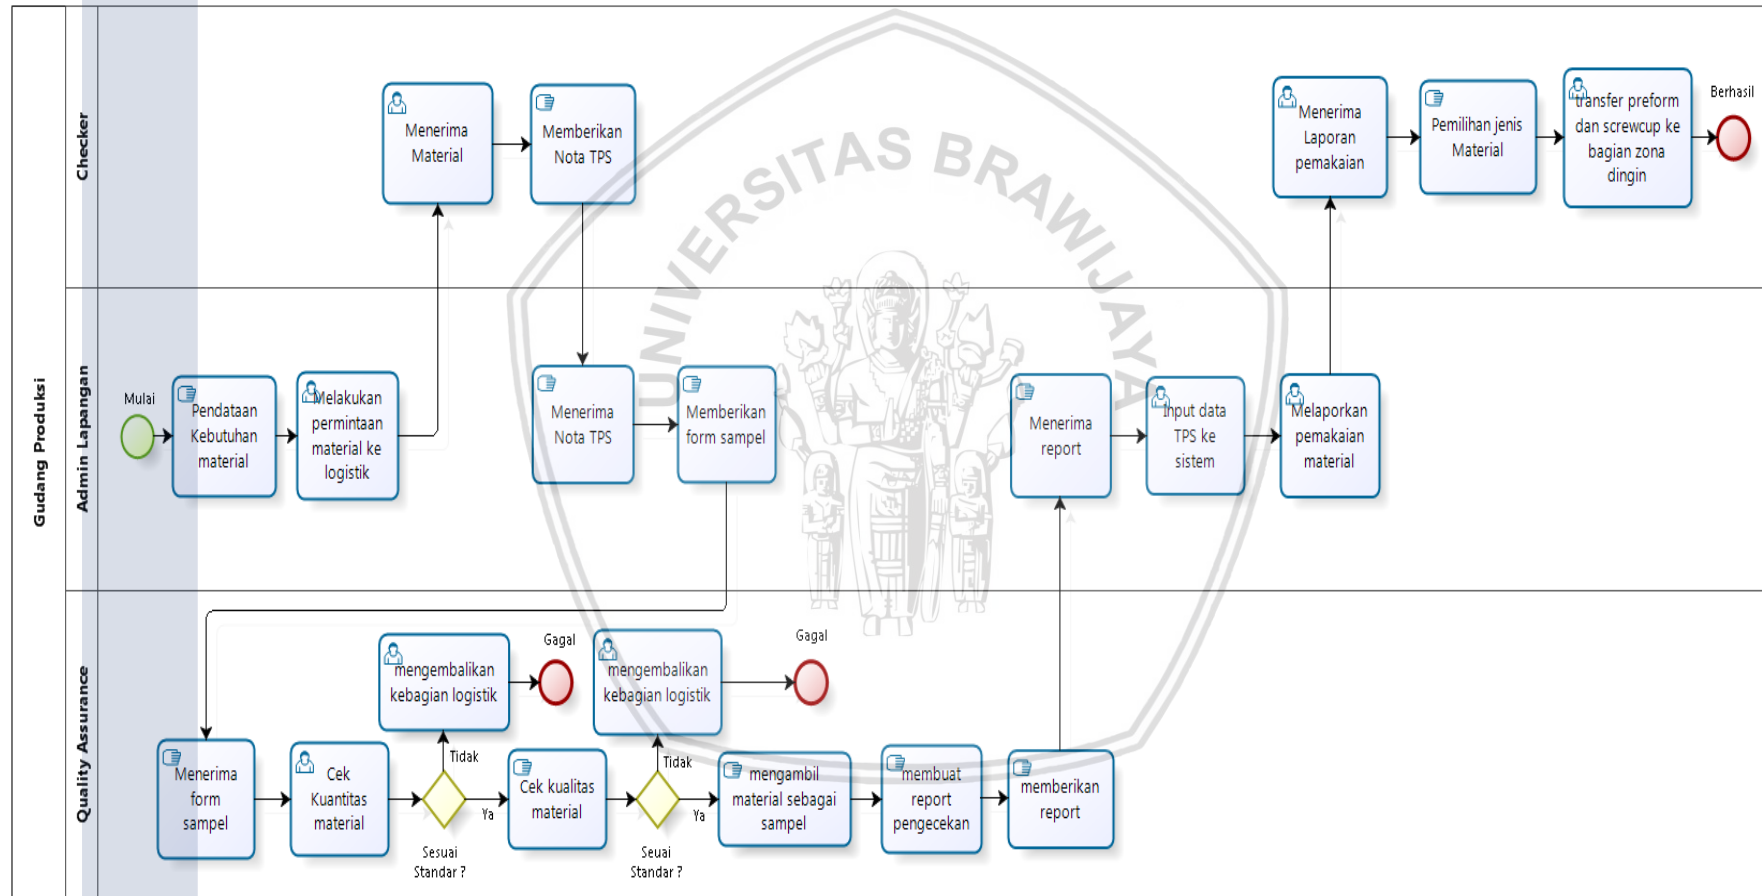 Gudang Produksi
Checker
Menerima
Material
Memberikan
Nota TPS
Menerima
Laporan
pemakaian
Pemilihan jenis
Material
transfer preform
dan screwcup ke
bagian zona
dingin
Berhasil
UNIVERSITAS BRAWIJAYA
Admin Lapangan
Mulai
Pendataan
Kebutuhan
material
Melakukan
permintaan
material ke
logistik
Menerima
Nota TPS
Memberikan
form sampel
Menerima
report
Input data
TPS ke
sistem
Melaporkan
pemakaian
material
Quality Assurance
Menerima
form
sampel
Cek
Kuantitas
material
Sesuai
Standar ?
Tidak
mengembalikan
kebagian logistik
Gagal
Ya
Cek kualitas
material
Seuai
Standar ?
Tidak
mengembalikan
kebagian logistik
Gagal
Ya
mengambil
material sebagai
sampel
membuat
report
pengecekan
memberikan
report